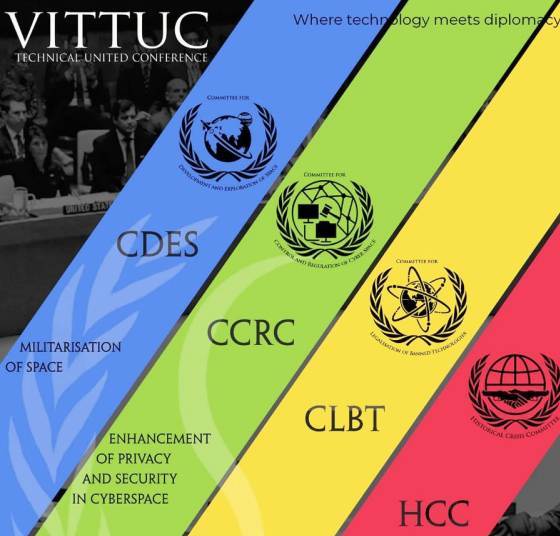 VITTUC
TECHNICAL UNITED CONFERENCE
Where technology meets diplomacy
COMMITTEE FOR
DEVELOPMENT AND EXPLORATION OF SPACE
CDES
MILITARISATION
OF SPACE
COMMITTEE FOR
CONTROL AND REGULATION OF CYBER SPACE
CCRC
ENHANCEMENT
OF PRIVACY
AND SECURITY
IN CYBERSPACE
COMMITTEE FOR
LEGALISATION OF BANNED TECHNOLOGIES
CLBT
HISTORICAL CRISIS COMMITTEE
HCC
UNITED STATES